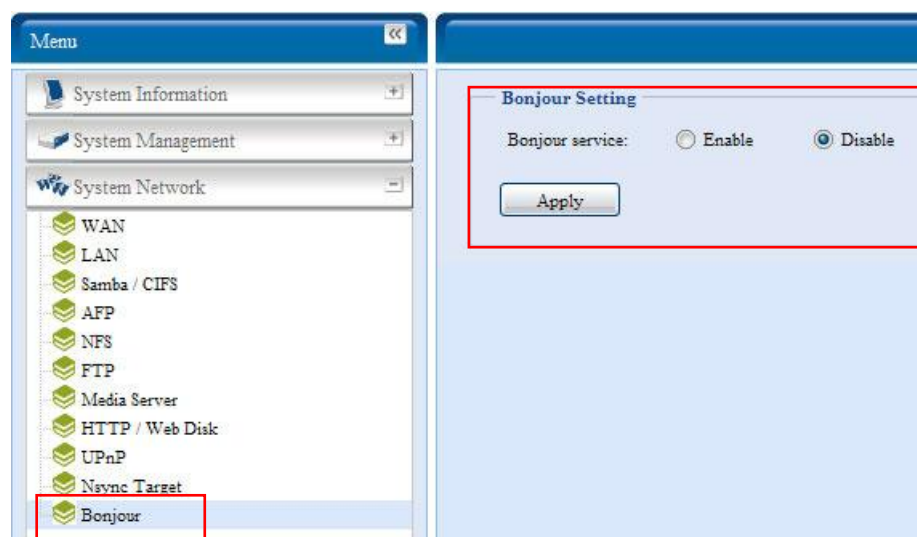 Menu
System Information
System Management
System Network
WAN
LAN
Samba / CIFS
AFP
NFS
FTP
Media Server
HTTP / Web Disk
UPnP
Nsync Target
Bonjour
Bonjour Setting
Bonjour service: Enable Disable
Apply